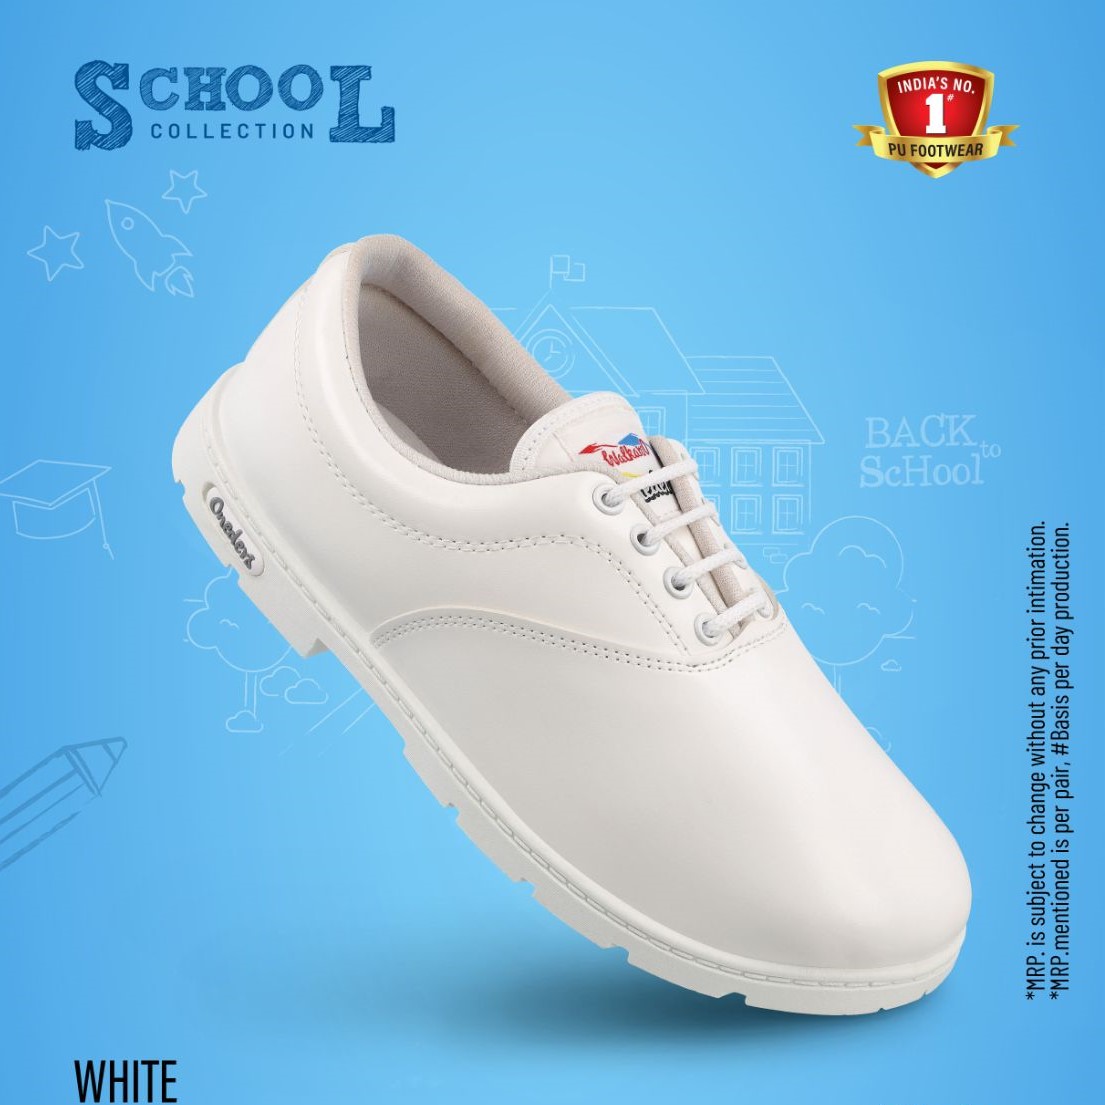 SCHOOL
COLLECTION
INDIA'S NO.
1#
PU FOOTWEAR
Walkaroo
BACK
to
ScHool
*MRP. is subject to change without any prior intimation.
*MRP.mentioned is per pair, #Basis per day production.
WHITE